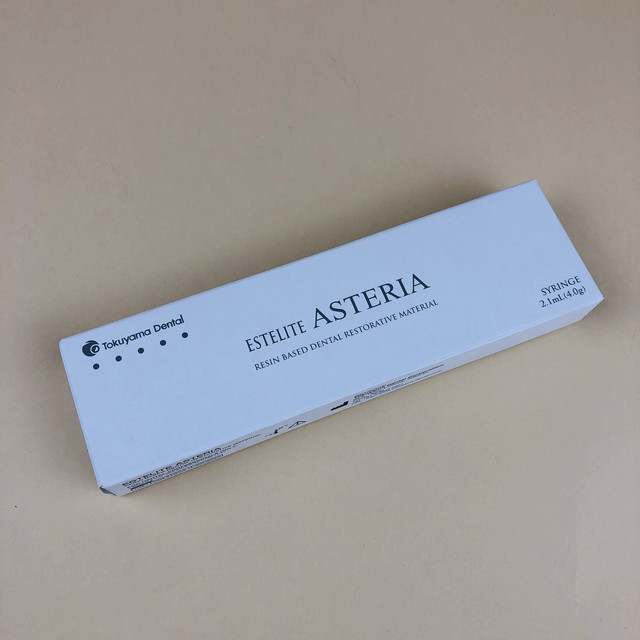 Tokuyama Dental
ESTELITE ASTERIA
RESIN BASED DENTAL RESTORATIVE MATERIAL
SYRINGE
2.1mL(4.0g)
ESTELITE ASTERIA